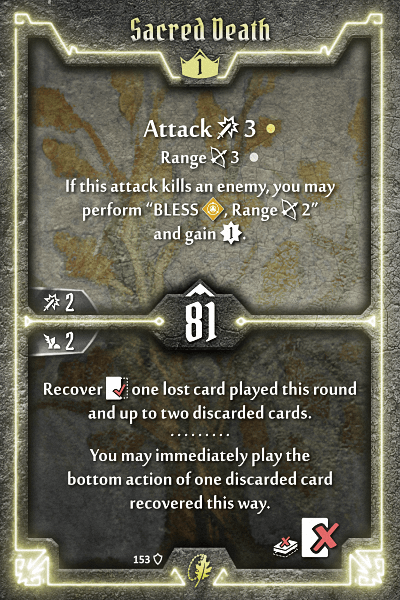 Sacred Death
1
Attack 3
Range 3
If this attack kills an enemy, you may
perform “BLESS , Range 2”
and gain 1.
2
81
2
Recover one lost card played this round
and up to two discarded cards.
.........
You may immediately play the
bottom action of one discarded card
recovered this way.
153